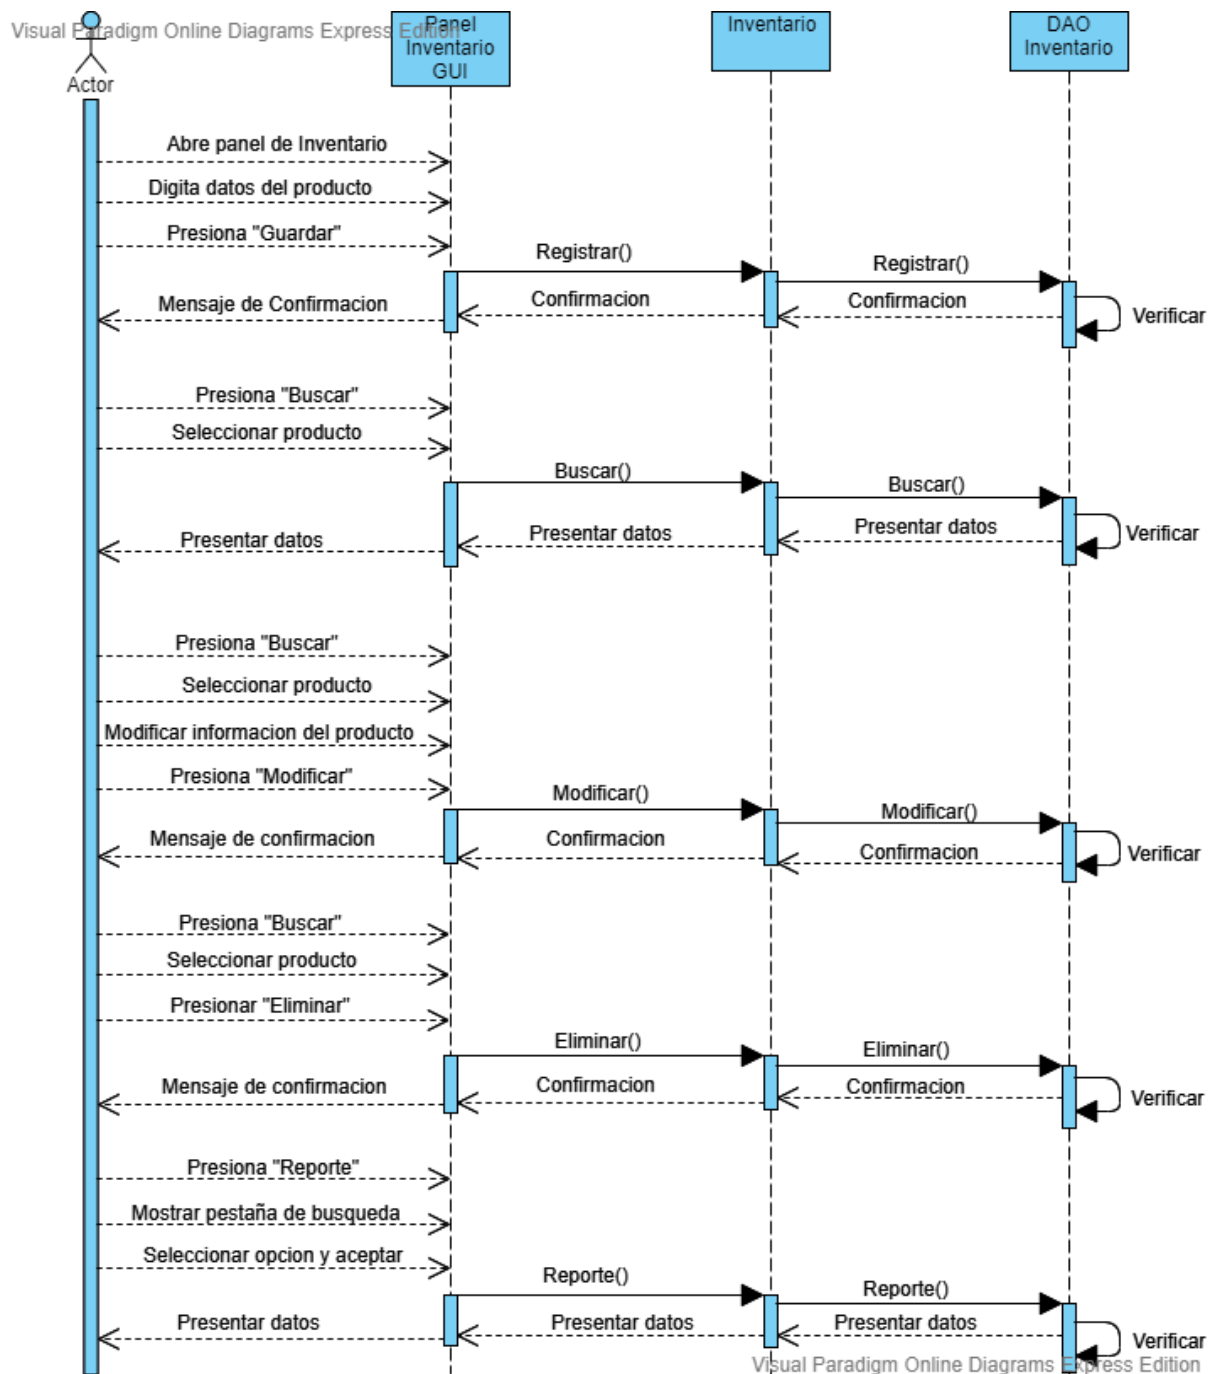 Visual Paradigm Online Diagrams Express Edition
Actor
Panel
Inventario
GUI
Inventario
DAO
Inventario
Abre panel de Inventario
Digita datos del producto
Presiona "Guardar"
Registrar()
Registrar()
Mensaje de Confirmacion
Confirmacion
Confirmacion
Verificar
Presiona "Buscar"
Seleccionar producto
Buscar()
Buscar()
Presentar datos
Presentar datos
Presentar datos
Verificar
Presiona "Buscar"
Seleccionar producto
Modificar informacion del producto
Presiona "Modificar"
Modificar()
Modificar()
Mensaje de confirmacion
Confirmacion
Confirmacion
Verificar
Presiona "Buscar"
Seleccionar producto
Presionar "Eliminar"
Eliminar()
Eliminar()
Mensaje de confirmacion
Confirmacion
Confirmacion
Verificar
Presiona "Reporte"
Mostrar pestaña de busqueda
Seleccionar opcion y aceptar
Reporte()
Reporte()
Presentar datos
Presentar datos
Presentar datos
Verificar
Visual Paradigm Online Diagrams Express Edition